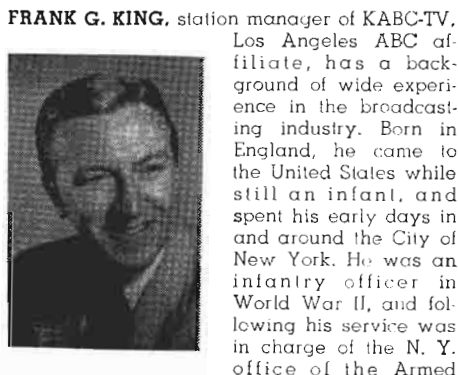 FRANK G. KING, station manager of KABC-TV,
Los Angeles ABC af-
filiate, has a back-
ground of wide experi-
ence in the broadcast-
ing industry. Born in
England, he came to
the United States while
still an infant, and
spent his early days in
and around the City of
New York. He was an
infantry officer in
World War II, and fol-
lowing his service was
in charge of the N. Y.
office of the Armed